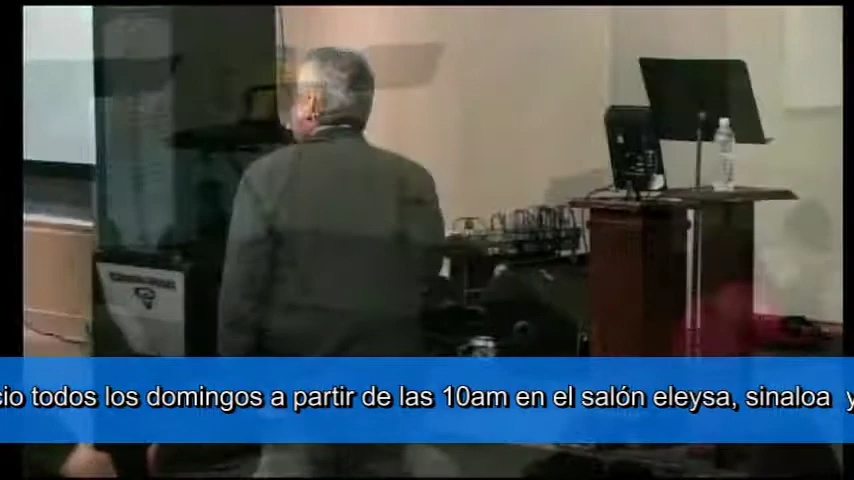 cio todos los domingos a partir de las 10am en el salón eleysa, sinaloa y